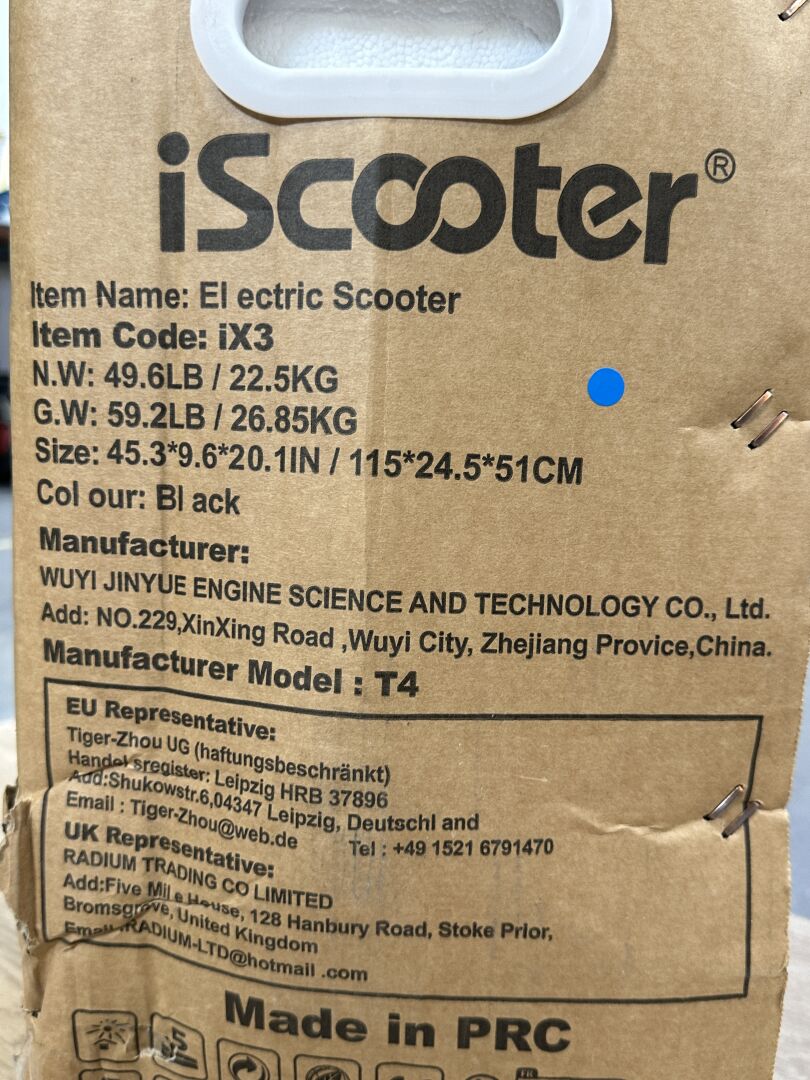 iScooter®
Item Name: El ectric Scooter
Item Code: iX3
N.W: 49.6LB / 22.5KG
G.W: 59.2LB / 26.85KG
Size: 45.3*9.6*20.1IN / 115*24.5*51CM
Col our: Bl ack
Manufacturer:
WUYI JINYUE ENGINE SCIENCE AND TECHNOLOGY CO., Ltd.
Add: NO.229,XinXing Road ,Wuyi City, Zhejiang Provice,China.
Manufacturer Model : T4
EU Representative:
Tiger-Zhou UG (haftungsbeschränkt)
Handel sregister: Leipzig HRB 37896
Add:Shukowstr.6,04347 Leipzig, Deutschl and
Email : Tiger-Zhou@web.de Tel : +49 1521 6791470
UK Representative:
RADIUM TRADING CO LIMITED
Add:Five Mil e House, 128 Hanbury Road, Stoke Prior,
Bromsgrove, United Kingdom
Email :RADIUM-LTD@hotmail .com
Made in PRC
5
FR